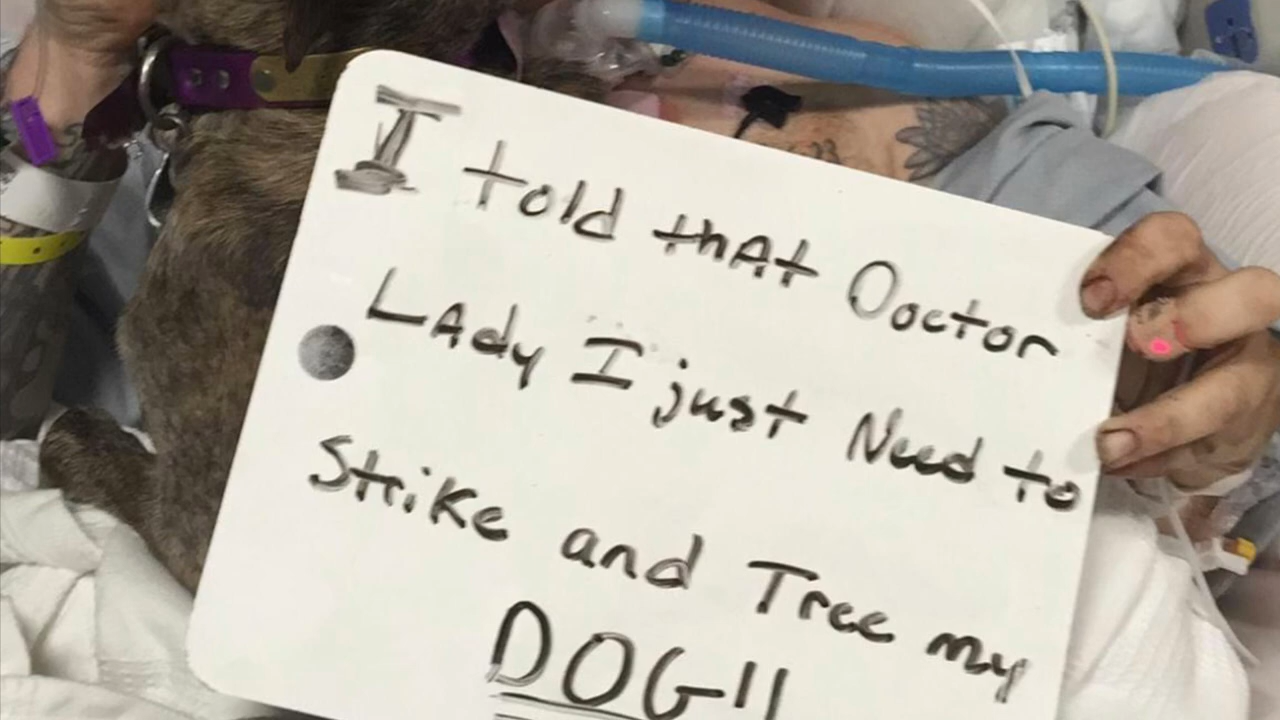 I told thAt Doctor
LAdy I just Need to
Strike and Tree my
DOG!!